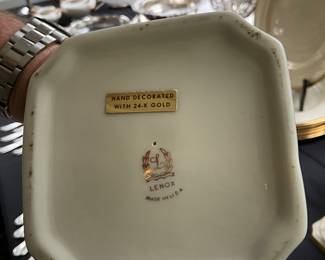 HAND DECORATED
WITH 24-K GOLD
L
LENOX
MADE IN U.S.A.